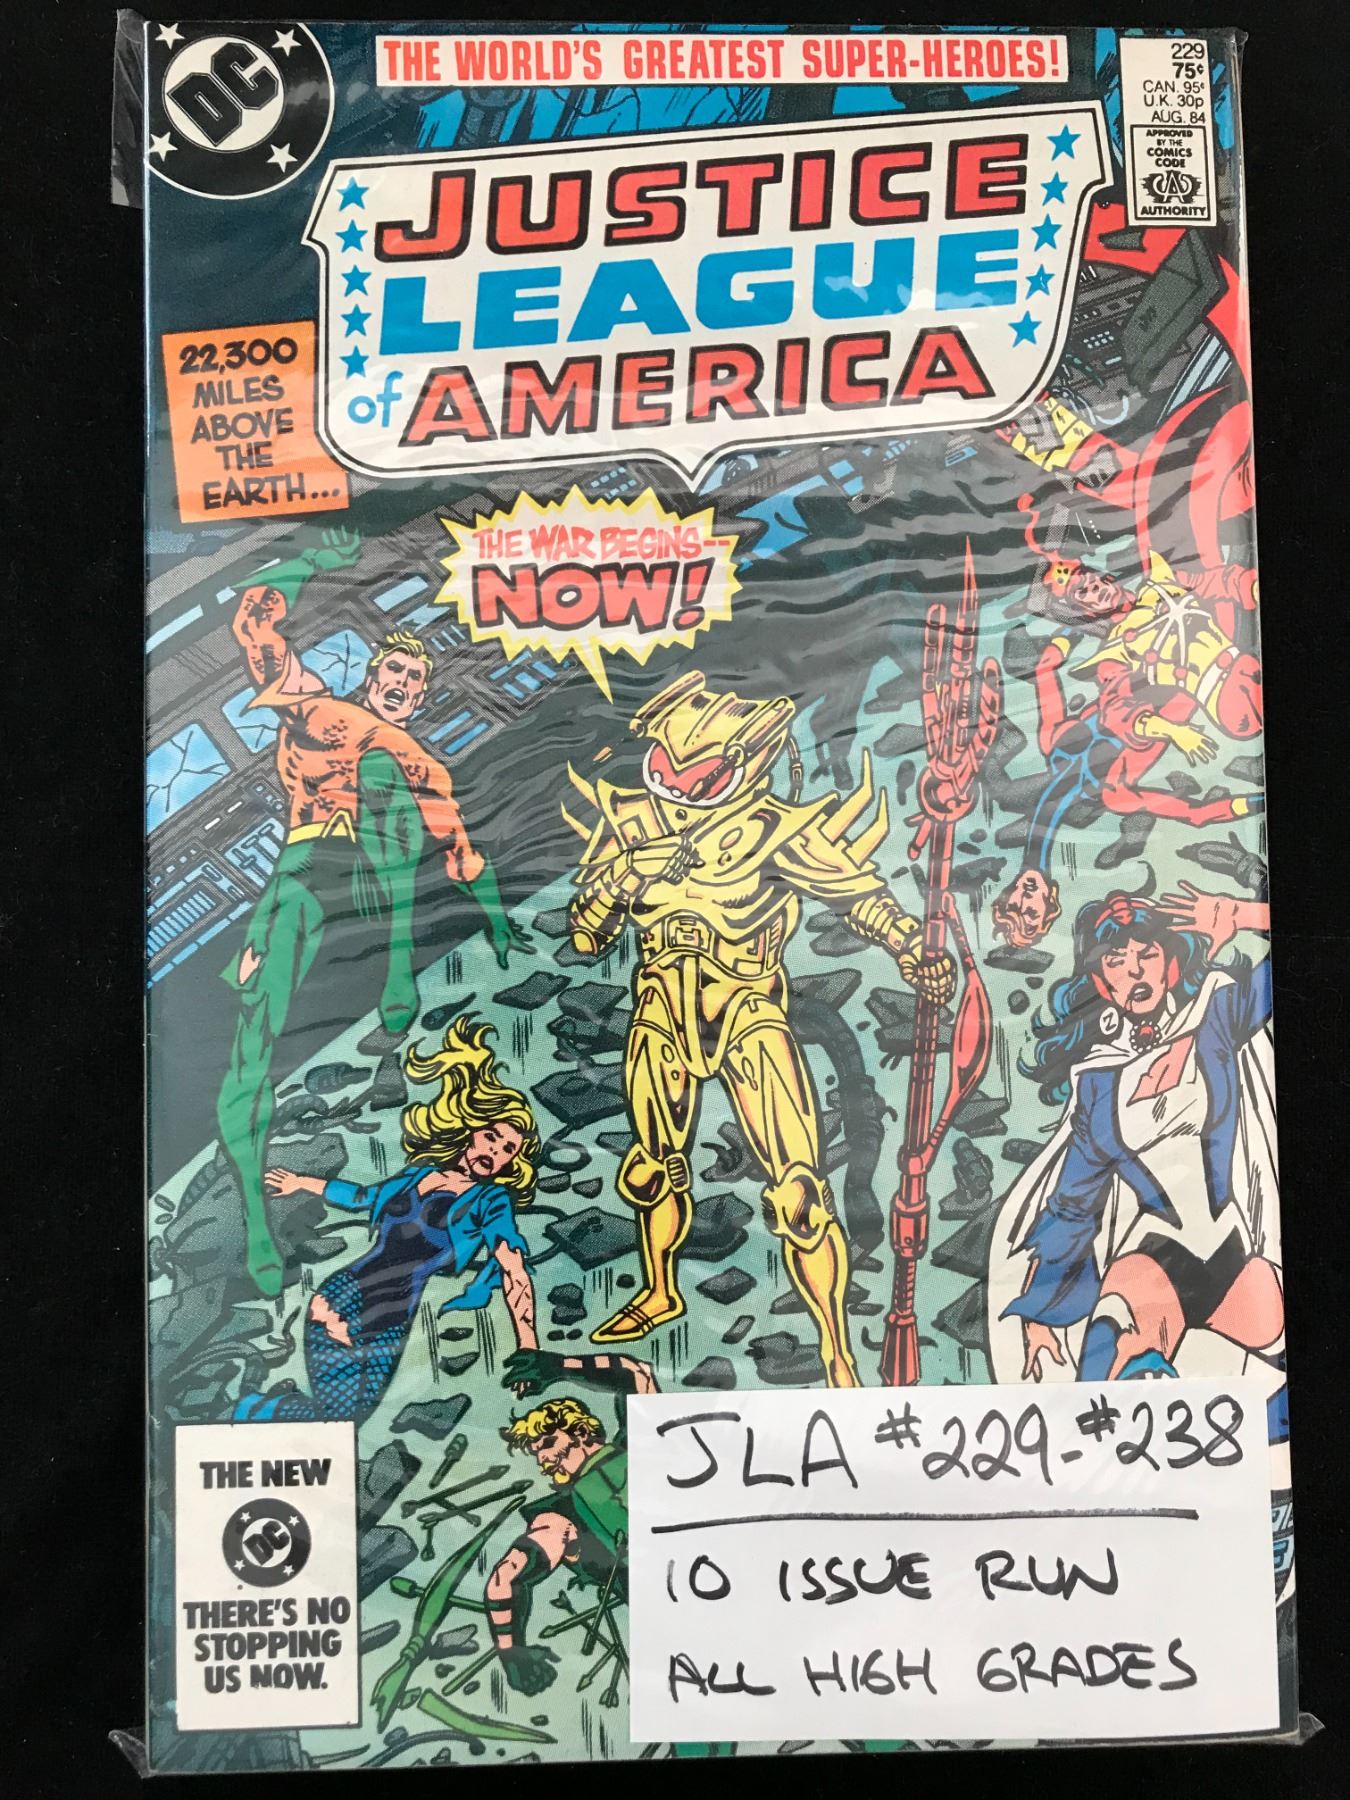 DC
THE WORLD'S GREATEST SUPER-HEROES!
229
75¢
CAN. 95¢
U.K. 30p
AUG. 84
APPROVED
BY THE
COMICS
CODE
CA
AUTHORITY
JUSTICE
LEAGUE
of AMERICA
22,300
MILES
ABOVE
THE
EARTH...
THE WAR BEGINS--
NOW!
Z
JLA #229-#238
10 ISSUE RUN
ALL HIGH GRADES
THE NEW
DC
THERE'S NO
STOPPING
US NOW.